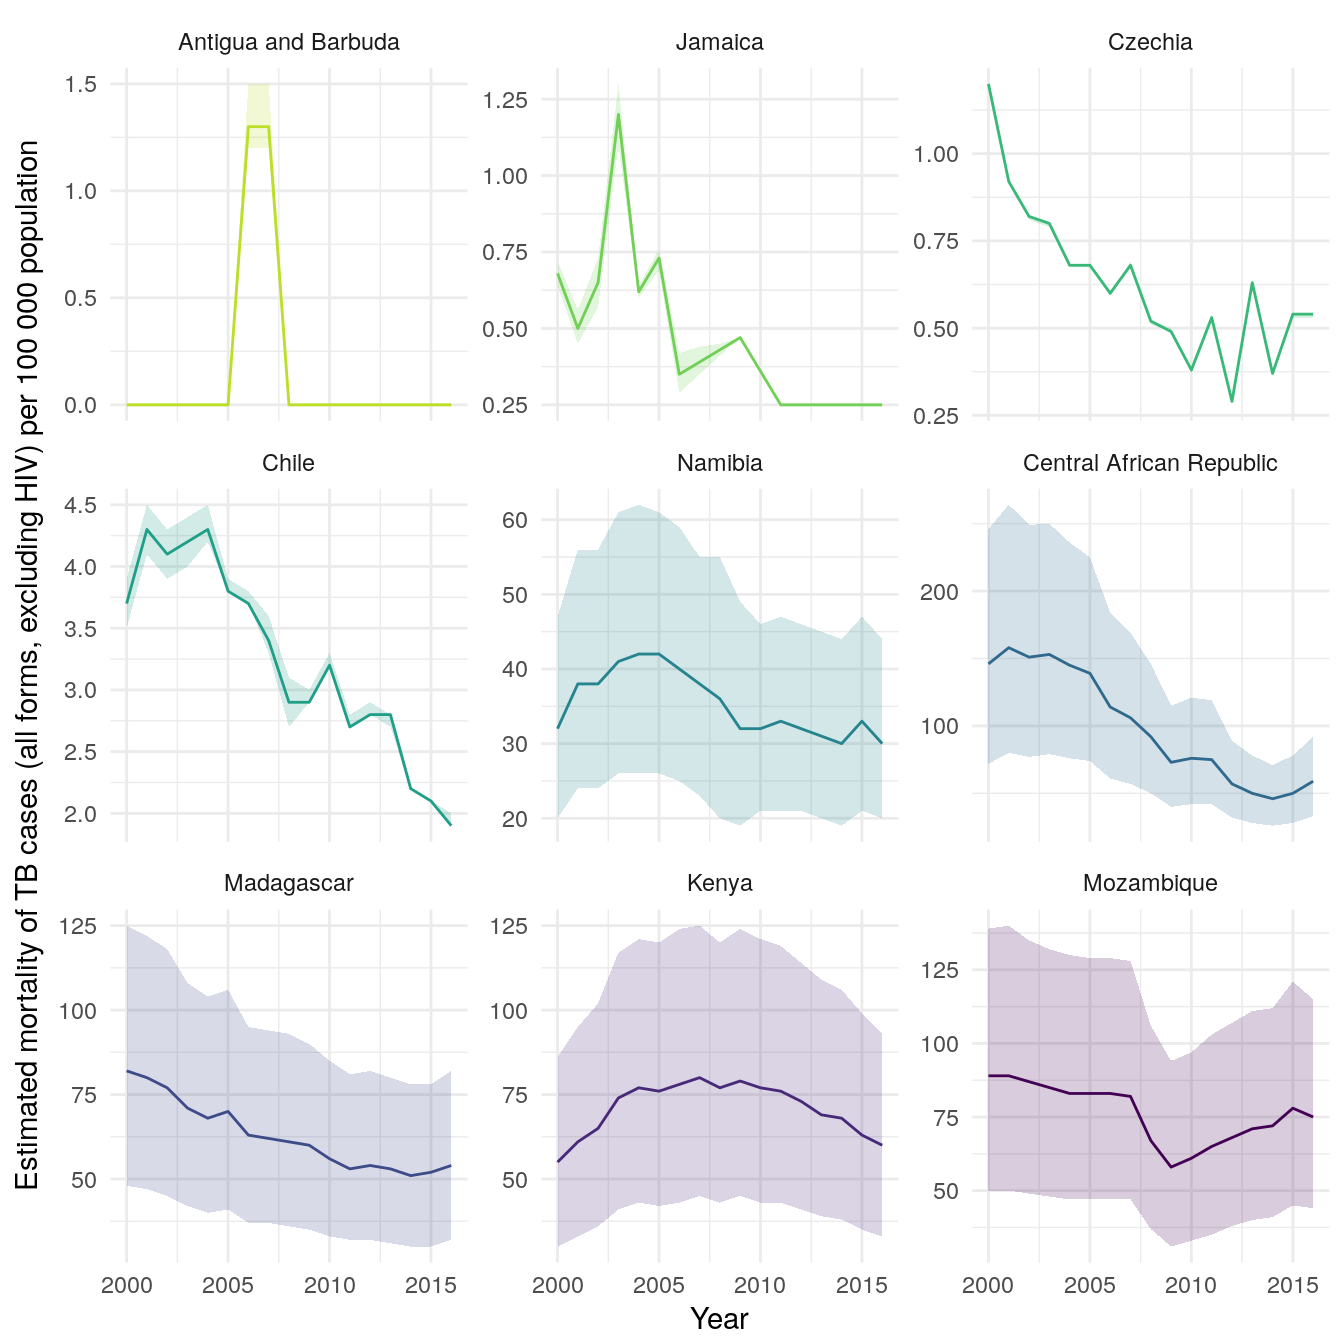 Estimated mortality of TB cases (all forms, excluding HIV) per 100 000 population
Antigua and Barbuda
1.5
1.0
0.5
0.0
Jamaica
1.25
1.00
0.75
0.50
0.25
Czechia
1.00
0.75
0.50
0.25
Chile
4.5
4.0
3.5
3.0
2.5
2.0
Namibia
60
50
40
30
20
Central African Republic
200
100
Madagascar
125
100
75
50
2000 2005 2010 2015
Kenya
125
100
75
50
2000 2005 2010 2015
Mozambique
125
100
75
50
2000 2005 2010 2015
Year